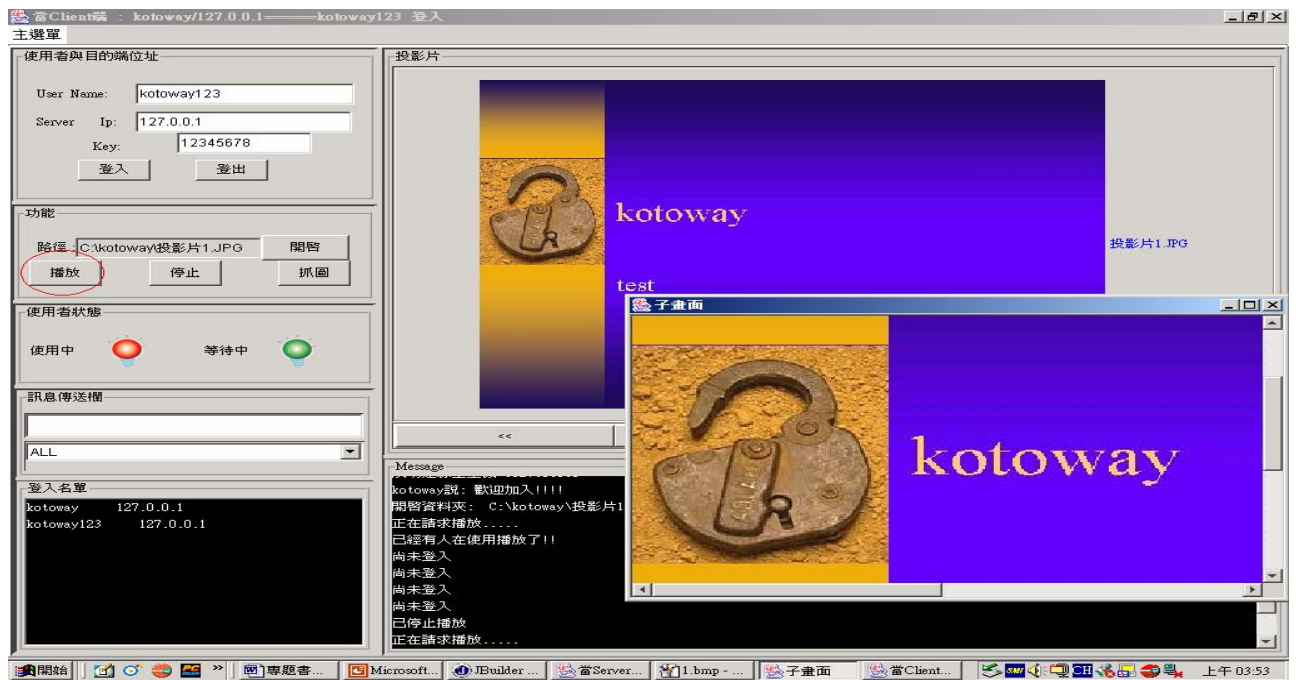 當Client端 : kotoway/127.0.0.1═════kotoway123 登入
主選單
使用者與目的端位址
User Name: kotoway123
Server Ip: 127.0.0.1
Key: 12345678
登入 登出
功能
路徑 : C:\kotoway\投影片1.JPG 開啓
播放 停止 抓圖
使用者狀態
使用中 等待中
訊息傳送欄
ALL
登入名單
kotoway 127.0.0.1
kotoway123 127.0.0.1
投影片
kotoway
test
投影片1.JPG
<<
子畫面
kotoway
Message
kotoway説: 歡迎加入!!!!
開啓資料夾: C:\kotoway\投影片1
正在請求播放.....
已經有人在使用播放了!!
尚未登入
尚未登入
尚未登入
尚未登入
已停止播放
正在請求播放.....
開始 專題書... Microsoft... JBuilder ... 當Server... 1.bmp - ... 子畫面 當Client... CH 上午 03:53